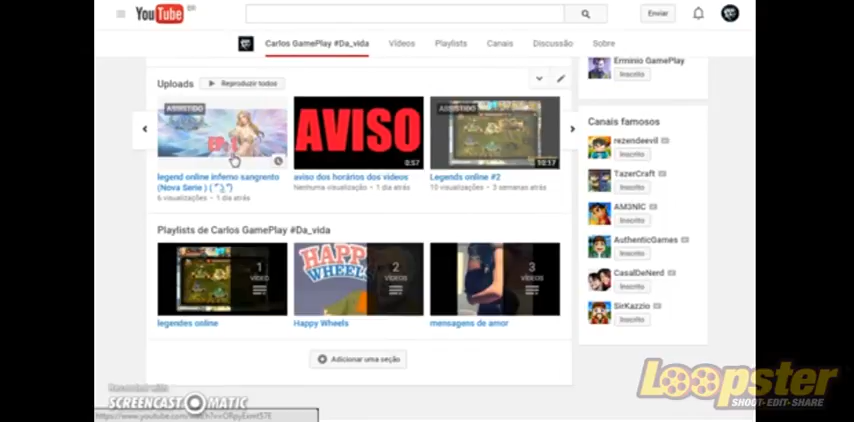 YouTube BR
Enviar
Carlos GamePlay #Da_vida
Vídeos
Playlists
Canais
Discussão
Sobre
Uploads
Reproduzir todos
ASSISTIDO
EP. 1
legend online inferno sangrento
(Nova Serie )
6 visualizações • 1 dia atrás
AVISO
0:57
aviso dos horários dos videos
Nenhuma visualização • 1 dia atrás
ASSISTIDO
10:17
Legends online #2
10 visualizações • 3 semanas atrás
Playlists de Carlos GamePlay #Da_vida
1
VÍDEO
legendes online
HAPPY
WHEELS
2
VÍDEOS
Happy Wheels
3
VÍDEOS
mensagens de amor
Adicionar uma seção
Erminio GamePlay
Inscrito
Canais famosos
rezendeevil
Inscrito
TazerCraft
Inscrito
AM3NIC
Inscrito
AuthenticGames
Inscrito
CasalDeNerd
Inscrito
SirKazzio
Inscrito
Recorded with
SCREENCAST O MATIC
Loopster
SHOOT•EDIT•SHARE